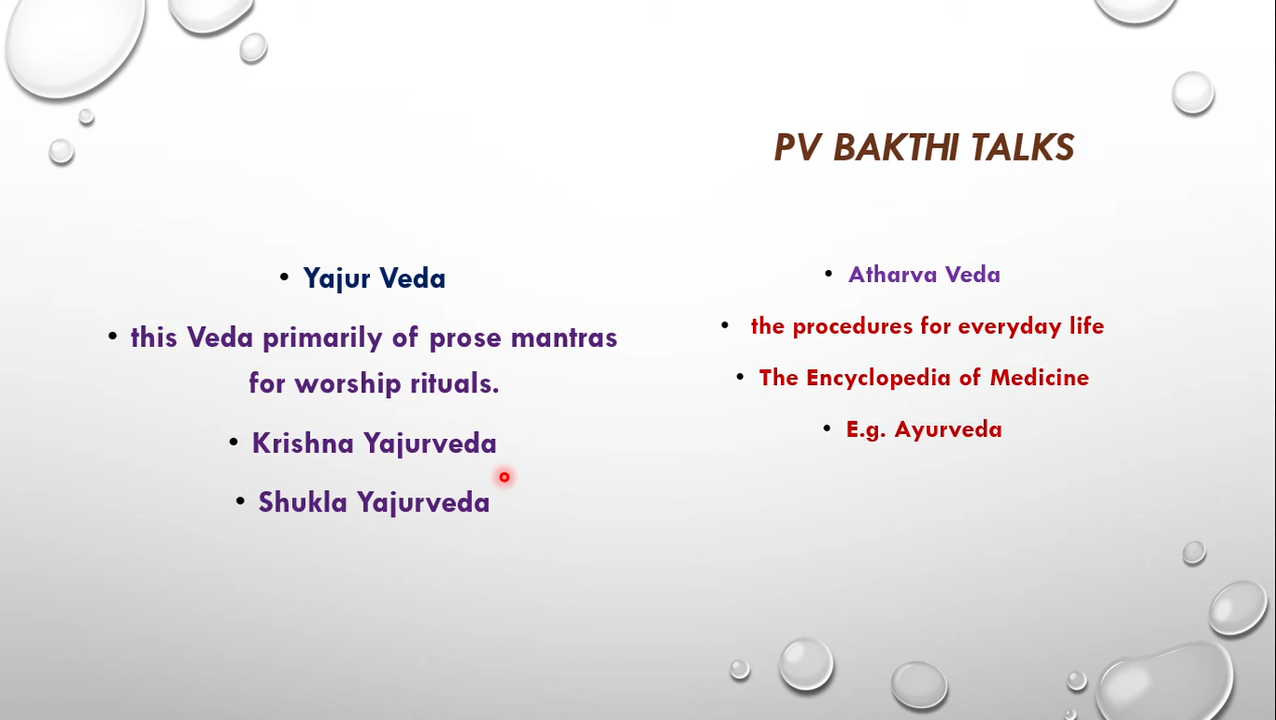 PV BAKTHI TALKS
• Yajur Veda
• this Veda primarily of prose mantras
for worship rituals.
• Krishna Yajurveda
• Shukla Yajurveda
• Atharva Veda
• the procedures for everyday life
• The Encyclopedia of Medicine
• E.g. Ayurveda